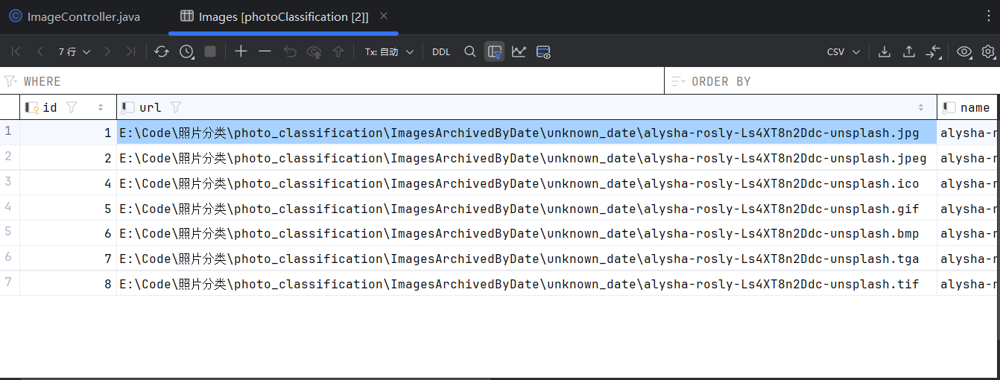 ImageController.java Images [photoClassification [2]]
7 行 Tx: 自动 DDL CSV
WHERE ORDER BY
id url name
1 1 E:\Code\照片分类\photo_classification\ImagesArchivedByDate\unknown_date\alysha-rosly-Ls4XT8n2Ddc-unsplash.jpg alysha-r
2 2 E:\Code\照片分类\photo_classification\ImagesArchivedByDate\unknown_date\alysha-rosly-Ls4XT8n2Ddc-unsplash.jpeg alysha-r
3 4 E:\Code\照片分类\photo_classification\ImagesArchivedByDate\unknown_date\alysha-rosly-Ls4XT8n2Ddc-unsplash.ico alysha-r
4 5 E:\Code\照片分类\photo_classification\ImagesArchivedByDate\unknown_date\alysha-rosly-Ls4XT8n2Ddc-unsplash.gif alysha-r
5 6 E:\Code\照片分类\photo_classification\ImagesArchivedByDate\unknown_date\alysha-rosly-Ls4XT8n2Ddc-unsplash.bmp alysha-r
6 7 E:\Code\照片分类\photo_classification\ImagesArchivedByDate\unknown_date\alysha-rosly-Ls4XT8n2Ddc-unsplash.tga alysha-r
7 8 E:\Code\照片分类\photo_classification\ImagesArchivedByDate\unknown_date\alysha-rosly-Ls4XT8n2Ddc-unsplash.tif alysha-r